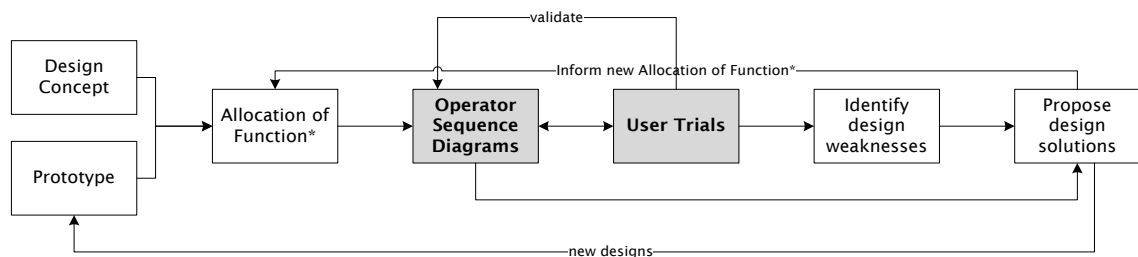 validate
Inform new Allocation of Function*
Design
Concept
Allocation of
Function*
Operator
Sequence
Diagrams
User Trials
Identify
design
weaknesses
Propose
design
solutions
Prototype
new designs